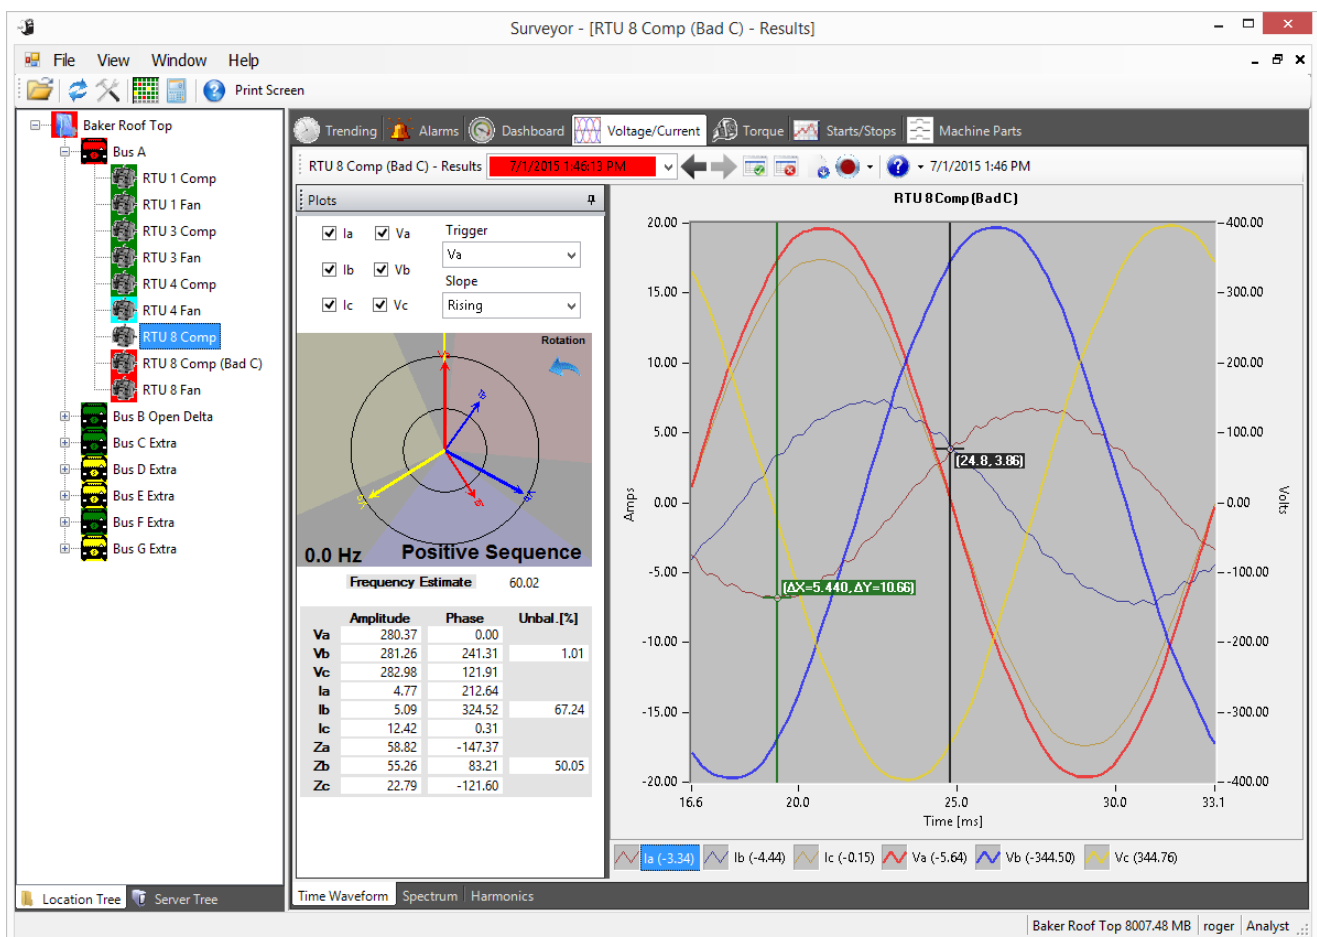 Surveyor - [RTU 8 Comp (Bad C) - Results]
File View Window Help
Print Screen
Baker Roof Top
Bus A
RTU 1 Comp
RTU 1 Fan
RTU 3 Comp
RTU 3 Fan
RTU 4 Comp
RTU 4 Fan
RTU 8 Comp
RTU 8 Comp (Bad C)
RTU 8 Fan
Bus B Open Delta
Bus C Extra
Bus D Extra
Bus E Extra
Bus F Extra
Bus G Extra
Location Tree Server Tree
Trending Alarms Dashboard Voltage/Current Torque Starts/Stops Machine Parts
RTU 8 Comp (Bad C) - Results 7/1/2015 1:46:13 PM 7/1/2015 1:46 PM
Plots
Ia Va Trigger
Va
Ib Vb
Slope
Ic Vc Rising
Rotation
0.0 Hz Positive Sequence
Frequency Estimate 60.02
Amplitude Phase Unbal.[%]
Va 280.37 0.00
Vb 281.26 241.31 1.01
Vc 282.98 121.91
Ia 4.77 212.64
Ib 5.09 324.52 67.24
Ic 12.42 0.31
Za 58.82 -147.37
Zb 55.26 83.21 50.05
Zc 22.79 -121.60
RTU 8 Comp (Bad C)
20.00 400.00
15.00 300.00
10.00 200.00
5.00 100.00
(24.8, 3.86)
Amps 0.00 0.00 Volts
-5.00 -100.00
(ΔX=5.440, ΔY=10.66)
-10.00 -200.00
-15.00 -300.00
-20.00 -400.00
16.6 20.0 25.0 30.0 33.1
Time [ms]
Ia (-3.34) Ib (-4.44) Ic (-0.15) Va (-5.64) Vb (-344.50) Vc (344.76)
Time Waveform Spectrum Harmonics
Baker Roof Top 8007.48 MB roger Analyst